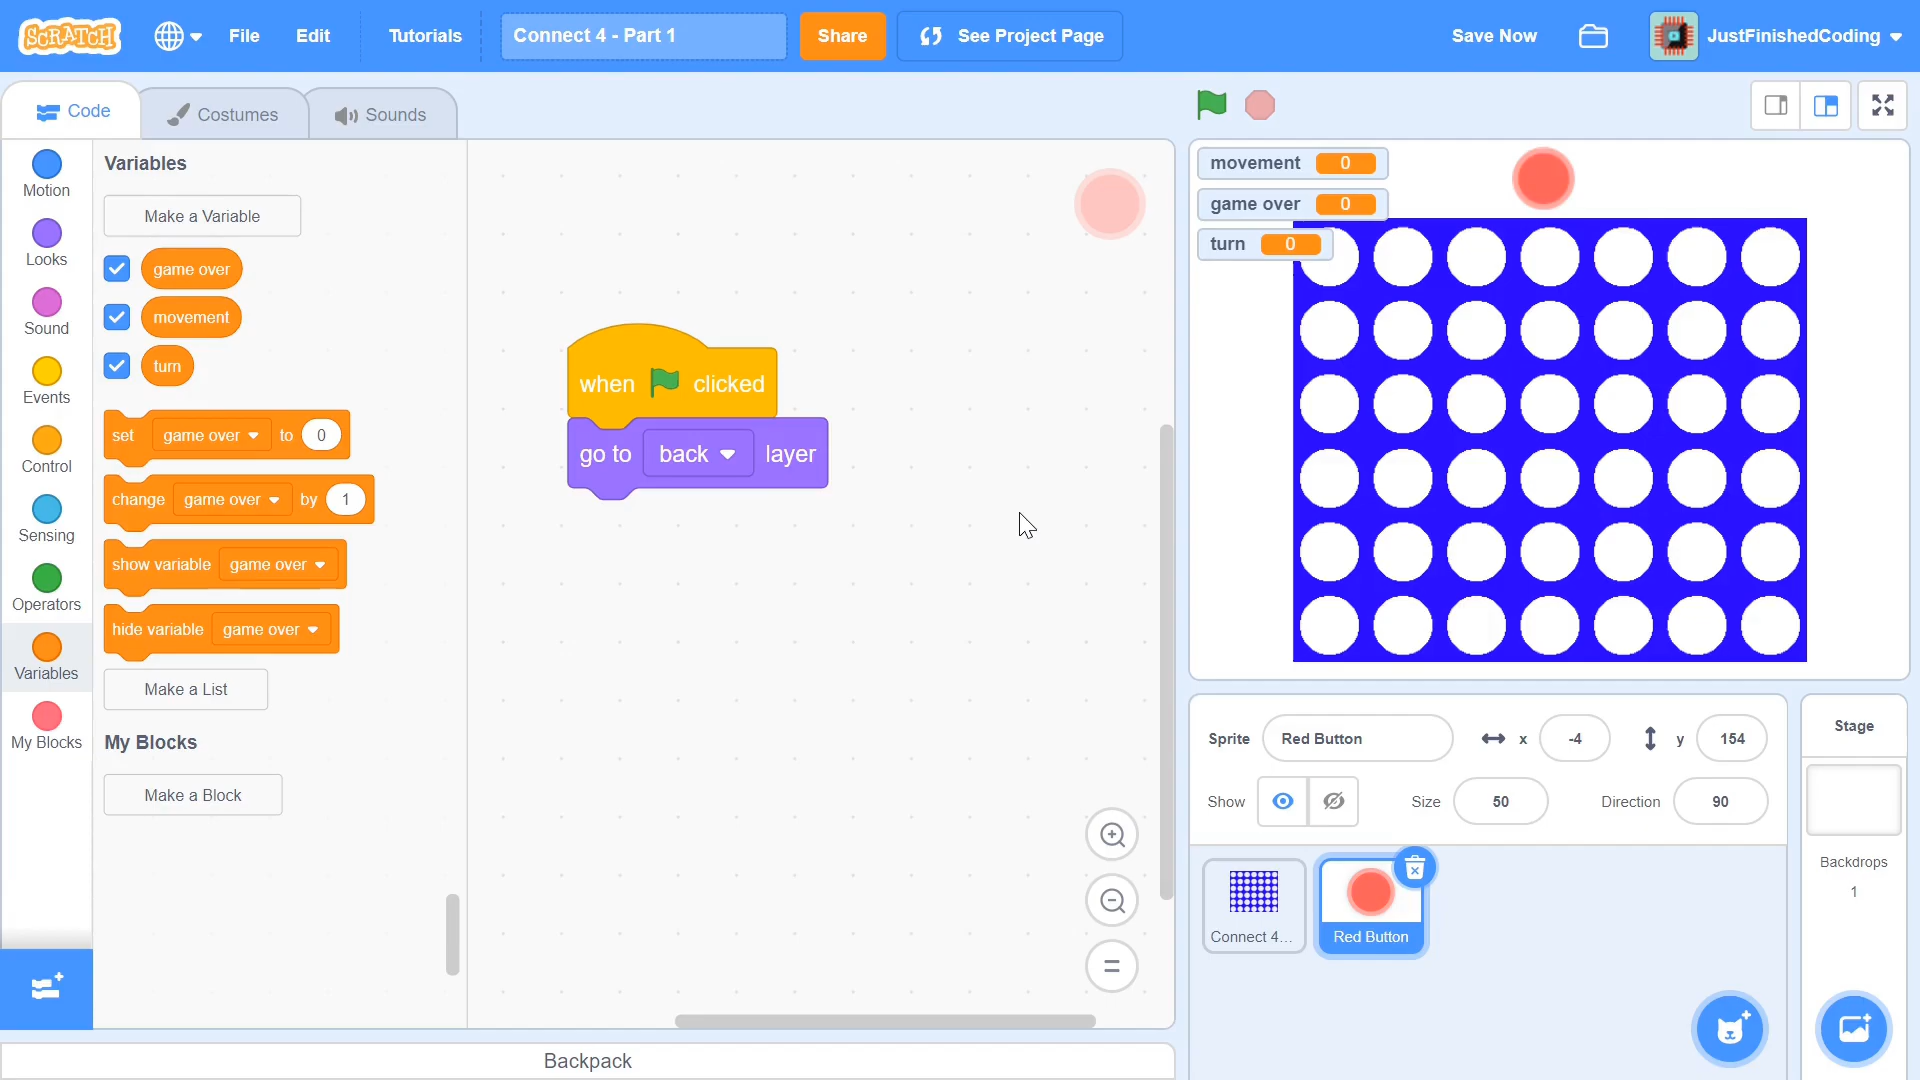 SCRATCH File Edit Tutorials Connect 4 - Part 1 Share See Project Page Save Now JustFinishedCoding
Code Costumes Sounds
Motion
Looks
Sound
Events
Control
Sensing
Operators
Variables
My Blocks
Variables
Make a Variable
game over
movement
turn
set game over to 0
change game over by 1
show variable game over
hide variable game over
Make a List
My Blocks
Make a Block
when clicked
go to back layer
Backpack
movement 0
game over 0
turn 0
Sprite Red Button x -4 y 154
Show Size 50 Direction 90
Connect 4...
Red Button
Stage
Backdrops
1